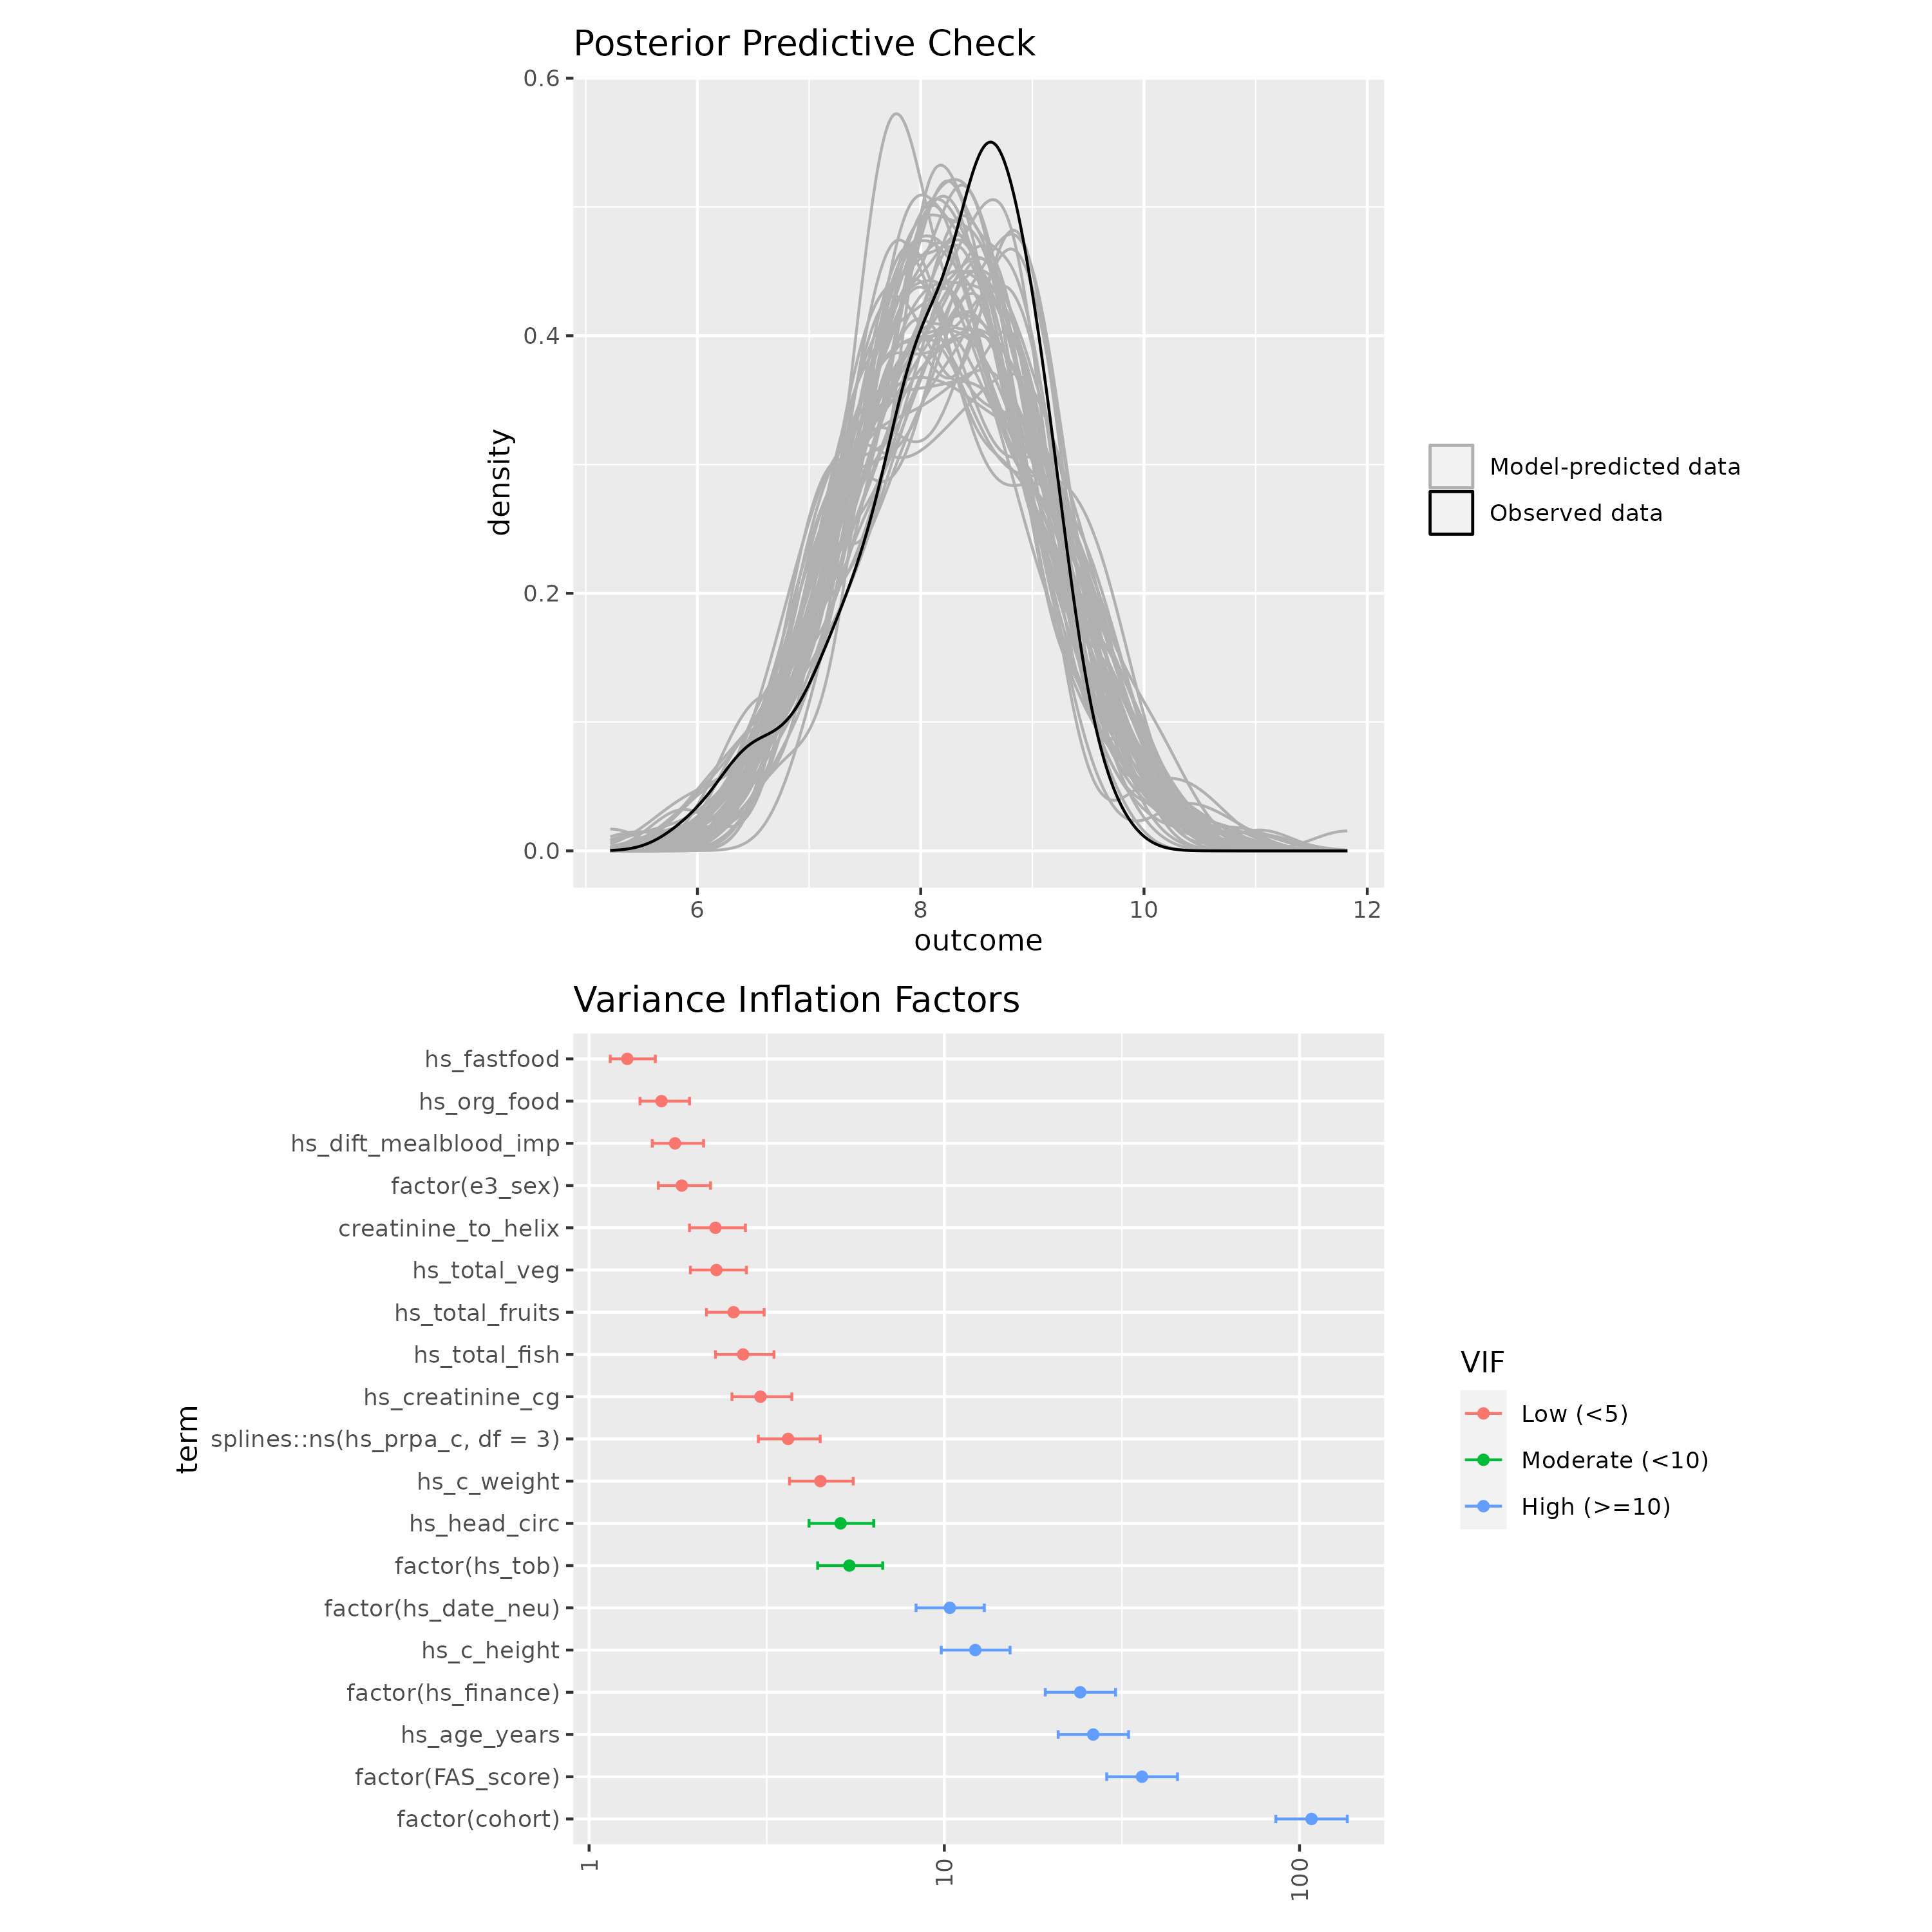 Posterior Predictive Check
0.6
0.4
0.2
0.0
density
6
8
10
12
outcome
Model-predicted data
Observed data
Variance Inflation Factors
term
hs_fastfood
hs_org_food
hs_dift_mealblood_imp
factor(e3_sex)
creatinine_to_helix
hs_total_veg
hs_total_fruits
hs_total_fish
hs_creatinine_cg
splines::ns(hs_prpa_c, df = 3)
hs_c_weight
hs_head_circ
factor(hs_tob)
factor(hs_date_neu)
hs_c_height
factor(hs_finance)
hs_age_years
factor(FAS_score)
factor(cohort)
1
10
100
VIF
Low (<5)
Moderate (<10)
High (>=10)